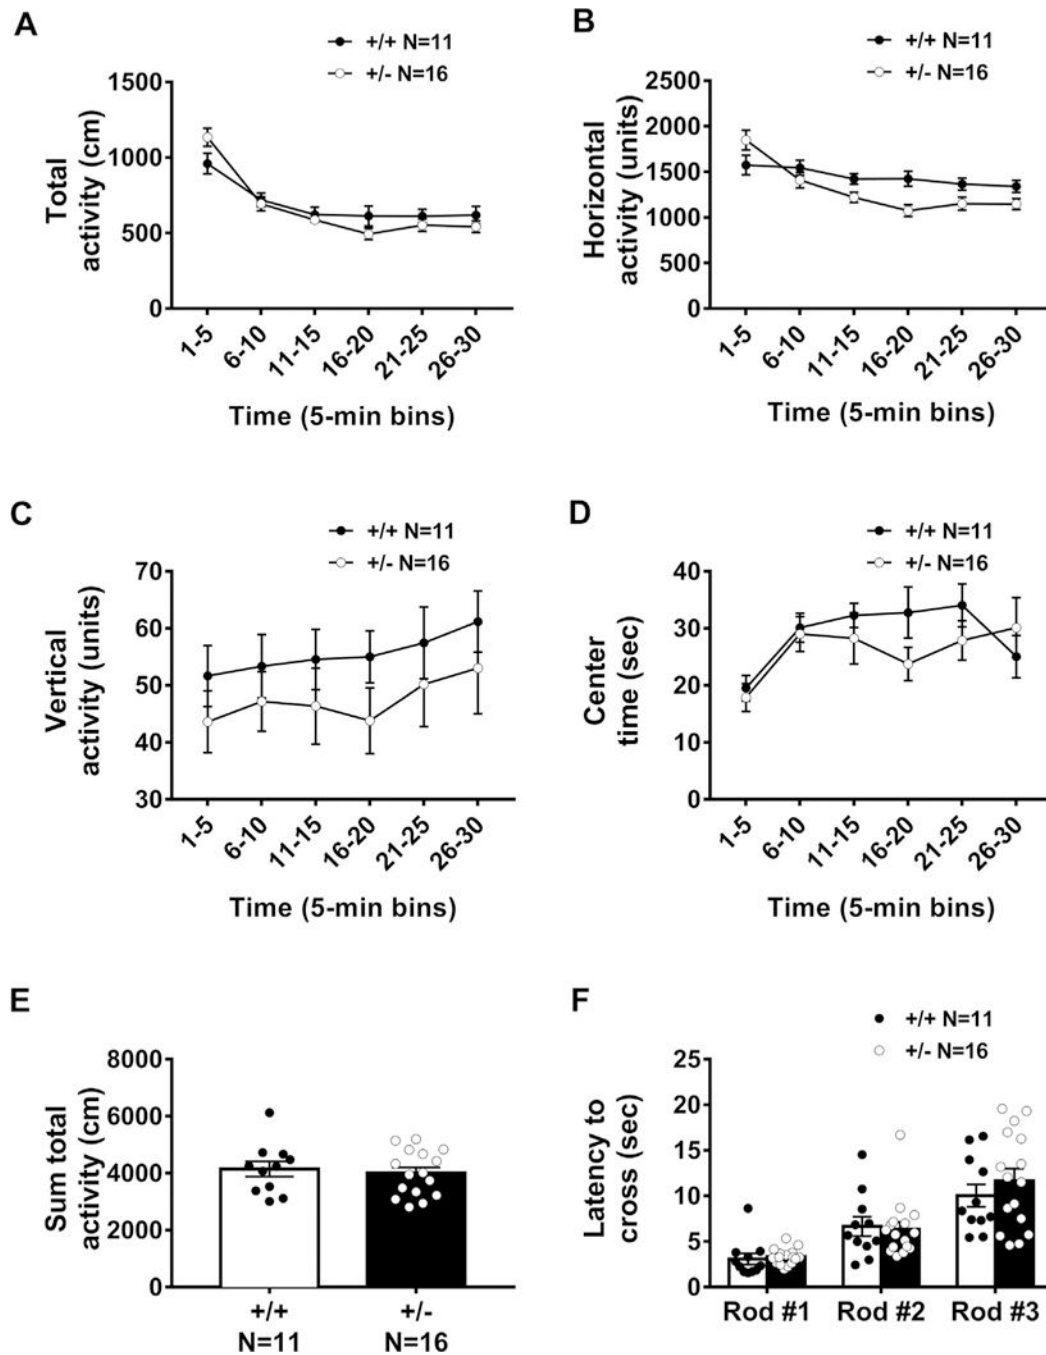 A
+/+ N=11
+/- N=16
Total
activity (cm)
1500
1000
500
0
1-5
6-10
11-15
16-20
21-25
26-30
Time (5-min bins)
B
+/+ N=11
+/- N=16
Horizontal
activity (units)
2500
2000
1500
1000
500
0
1-5
6-10
11-15
16-20
21-25
26-30
Time (5-min bins)
C
+/+ N=11
+/- N=16
Vertical
activity (units)
70
60
50
40
30
1-5
6-10
11-15
16-20
21-25
26-30
Time (5-min bins)
D
+/+ N=11
+/- N=16
Center
time (sec)
40
30
20
10
0
1-5
6-10
11-15
16-20
21-25
26-30
Time (5-min bins)
E
Sum total
activity (cm)
8000
6000
4000
2000
0
+/+
N=11
+/-
N=16
F
+/+ N=11
+/- N=16
Latency to
cross (sec)
25
20
15
10
5
0
Rod #1
Rod #2
Rod #3